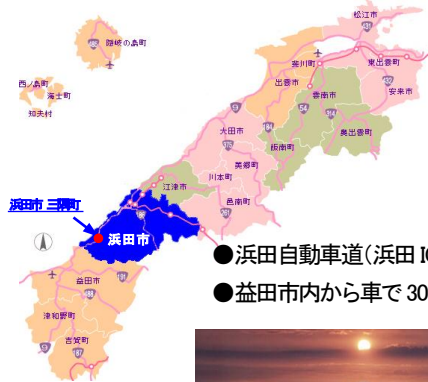 松江市
隠岐の島町
東出雲町
斐川町
出雲市
安来市
西ノ島町
海士町
雲南市
知夫村
奥出雲町
大田市
飯南町
美郷町
川本町
江津市
邑南町
浜田市 三隅町
浜田市
●浜田自動車道(浜田 I
益田市
●益田市内から車で 30
津和野町
吉賀町